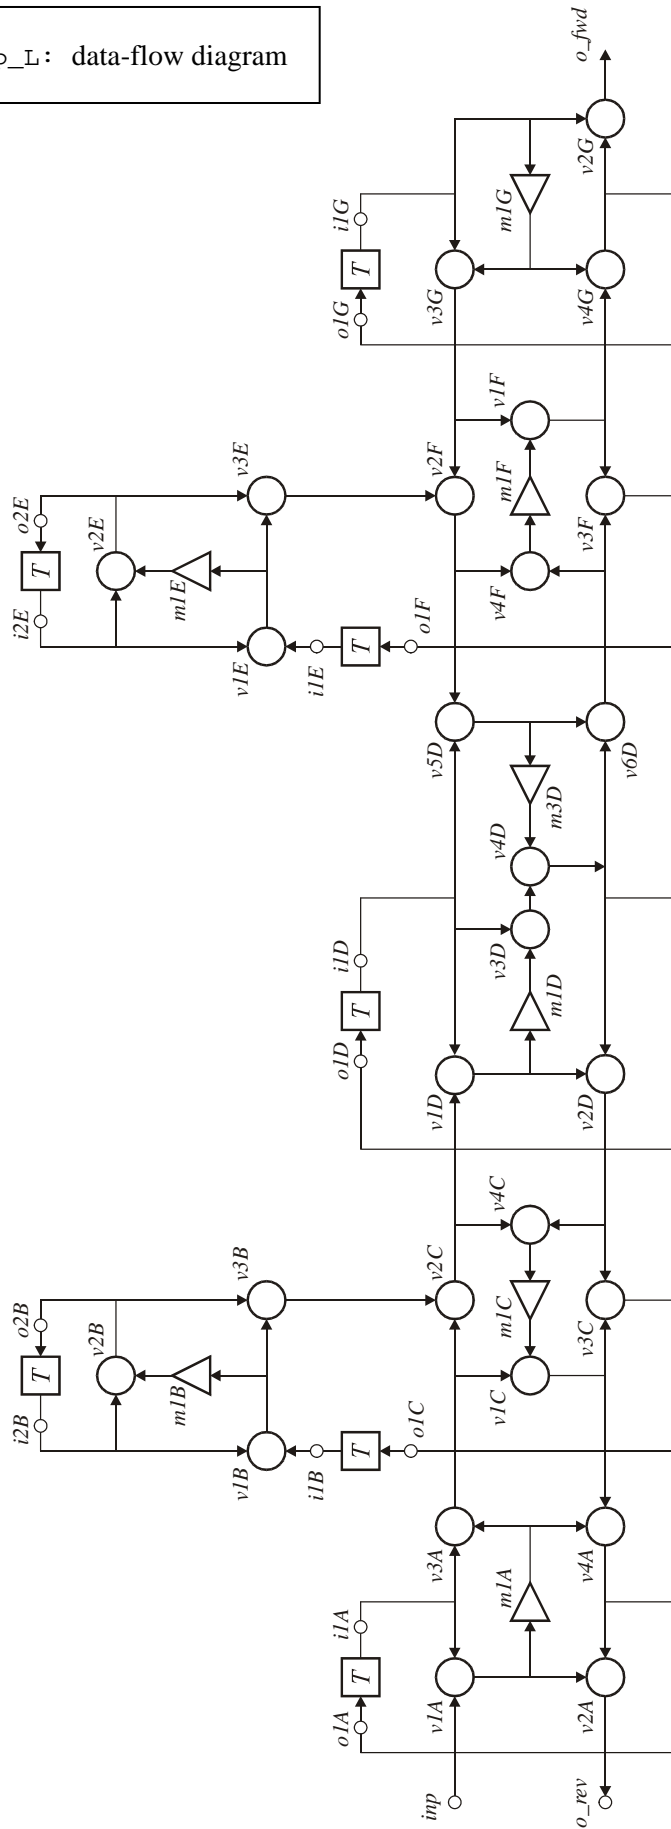 o_L: data-flow diagram
o_fwd
v2G
m1G
i1G
T
o1G
v3G
v4G
v1F
v3E
v2F
m1F
v3F
o2E
v2E
T
m1E
i2E
v4F
v1E
i1E
T
o1F
v5D
v6D
m3D
v4D
i1D
v3D
T
m1D
o1D
v1D
v2D
v4C
v3B
v2C
m1C
v3C
o2B
v2B
T
m1B
i2B
v1C
v1B
i1B
T
o1C
v3A
v4A
m1A
i1A
T
o1A
v1A
v2A
inp
o_rev